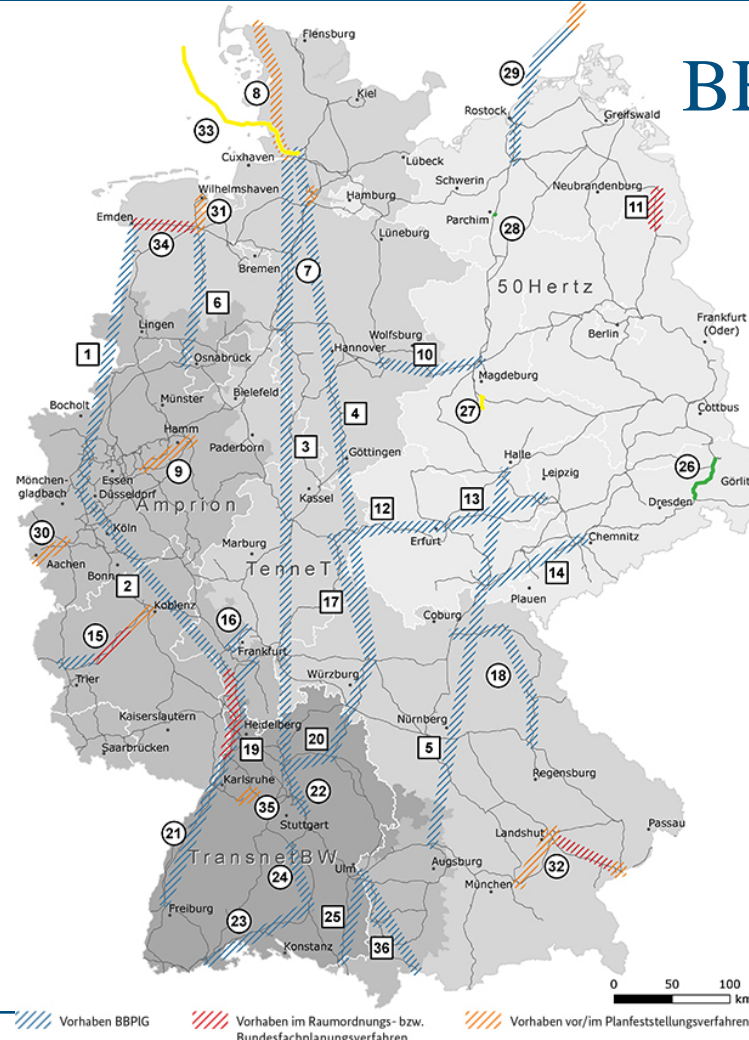 BB
Flensburg
8
Kiel
29
Rostock
Greifswald
33
Cuxhaven
Lübeck
Schwerin
Neubrandenburg
Wilhelmshaven
Hamburg
11
31
Emden
Parchim
28
34
Lüneburg
7
Bremen
50Hertz
6
Lingen
Wolfsburg
Berlin
Frankfurt
(Oder)
1
Hannover
10
Osnabrück
Magdeburg
Bielefeld
Münster
27
Bocholt
4
Cottbus
Hamm
Paderborn
3
Göttingen
Halle
26
9
Leipzig
Görlit
Mönchen-
gladbach
Essen
Düsseldorf
Kassel
13
Dresden
Amprion
12
30
Köln
Erfurt
Chemnitz
Aachen
Marburg
Bonn
TenneT
14
2
17
Plauen
Koblenz
16
Coburg
15
Frankfurt
18
Trier
Würzburg
Kaiserslautern
Heidelberg
Nürnberg
Saarbrücken
19
20
5
Karlsruhe
22
Regensburg
35
21
Stuttgart
Landshut
Passau
TransnetBW
32
24
Ulm
Augsburg
München
Freiburg
23
25
Konstanz
36
0 50 100
km
Vorhaben BBPlG
Vorhaben im Raumordnungs- bzw.
Bundesfachplanungsverfahren
Vorhaben vor/im Planfeststellungsverfahren